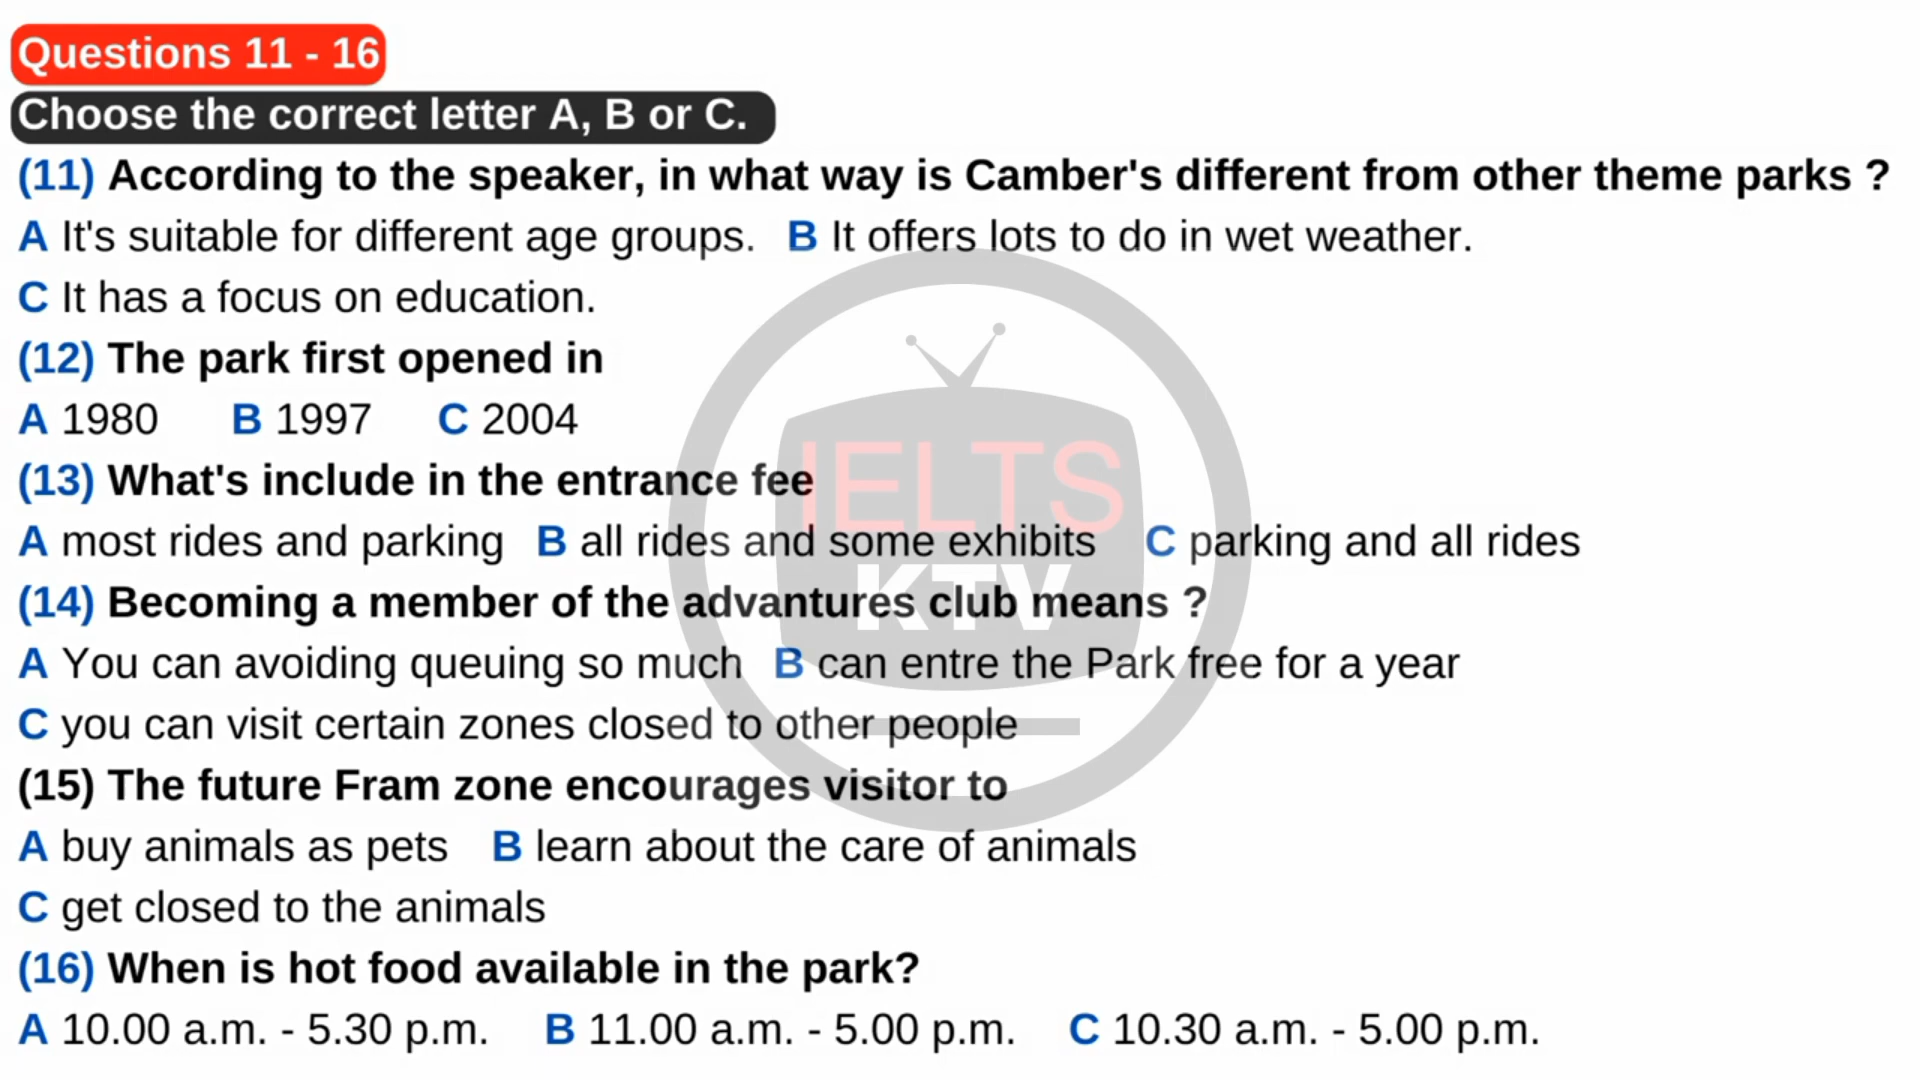 Questions 11 - 16
Choose the correct letter A, B or C.
(11) According to the speaker, in what way is Camber's different from other theme parks ?
A It's suitable for different age groups. B It offers lots to do in wet weather.
C It has a focus on education.
(12) The park first opened in
A 1980 B 1997 C 2004
(13) What's include in the entrance fee
A most rides and parking B all rides and some exhibits C parking and all rides
(14) Becoming a member of the advantures club means ?
A You can avoiding queuing so much B can entre the Park free for a year
C you can visit certain zones closed to other people
(15) The future Fram zone encourages visitor to
A buy animals as pets B learn about the care of animals
C get closed to the animals
(16) When is hot food available in the park?
A 10.00 a.m. - 5.30 p.m. B 11.00 a.m. - 5.00 p.m. C 10.30 a.m. - 5.00 p.m.
IELTS
KTV